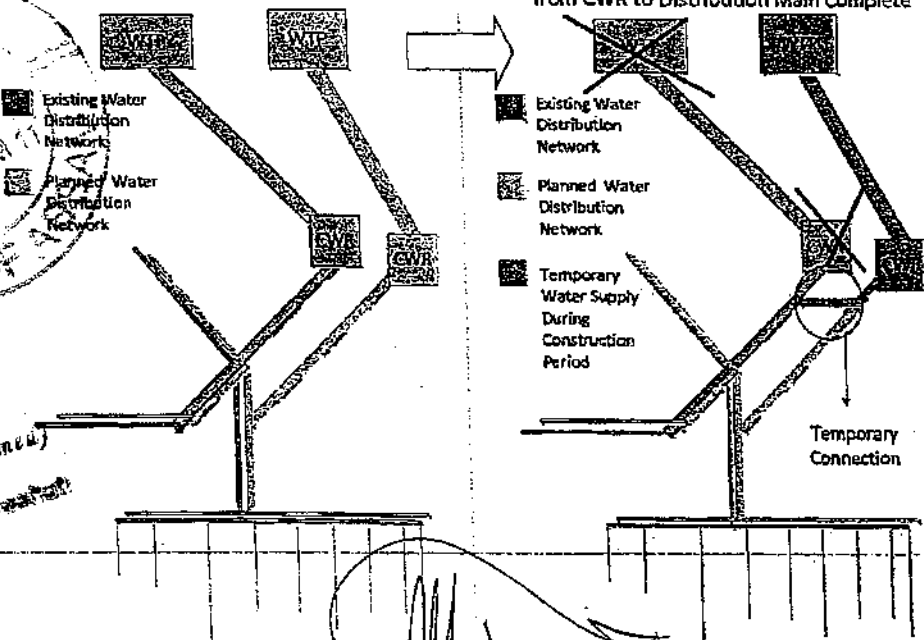 from CWR to Distribution Main Complete
WTP
WTP
Existing Water
Distribution
Network
Planned Water
Distribution
Network
CWR
CWR
Existing Water
Distribution
Network
Planned Water
Distribution
Network
Temporary
Water Supply
During
Construction
Period
Temporary
Connection